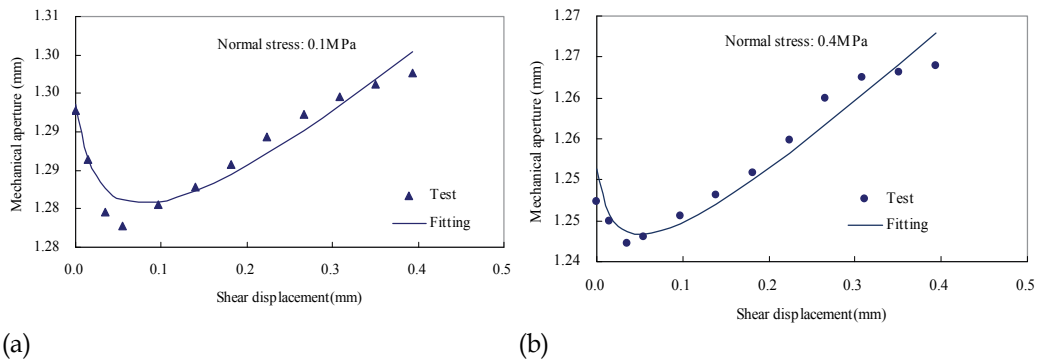 1.31
1.30
1.30
1.29
1.29
1.28
1.28
Mechanical aperture (mm)
Normal stress: 0.1MPa
Test
Fitting
0.0 0.1 0.2 0.3 0.4 0.5
Shear displacement(mm)
(a)
1.27
1.27
1.26
1.26
1.25
1.25
1.24
Mechanical aperture (mm)
Normal stress: 0.4MPa
Test
Fitting
0.0 0.1 0.2 0.3 0.4 0.5
Shear displacement(mm)
(b)